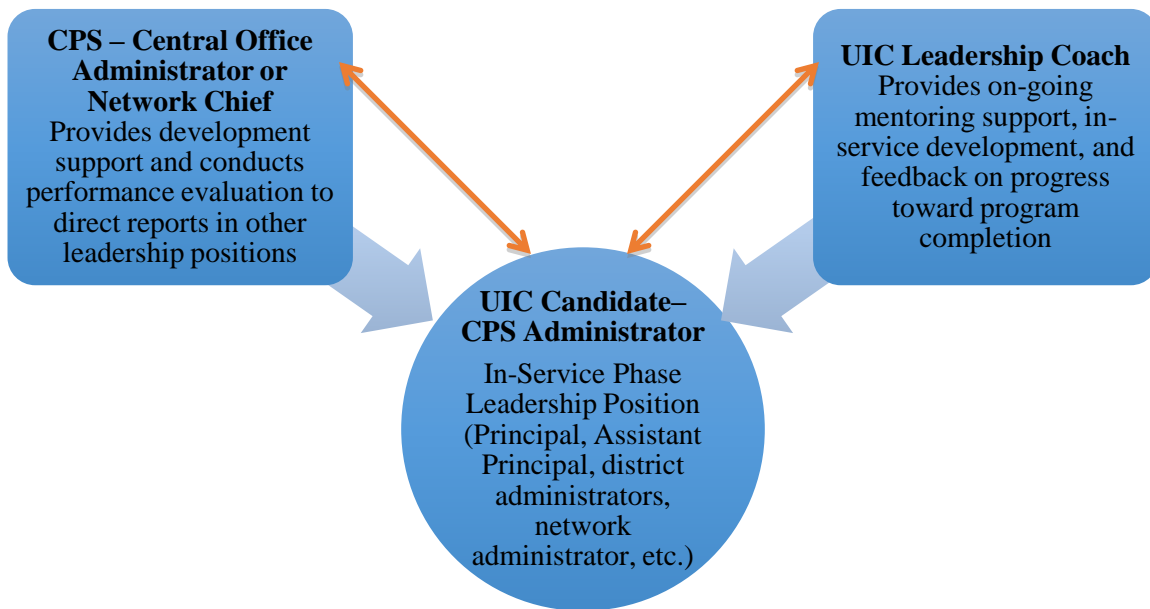 CPS – Central Office
Administrator or
Network Chief
Provides development
support and conducts
performance evaluation to
direct reports in other
leadership positions
UIC Leadership Coach
Provides on-going
mentoring support, in-
service development, and
feedback on progress
toward program
completion
UIC Candidate–
CPS Administrator
In-Service Phase
Leadership Position
(Principal, Assistant
Principal, district
administrators,
network
administrator, etc.)